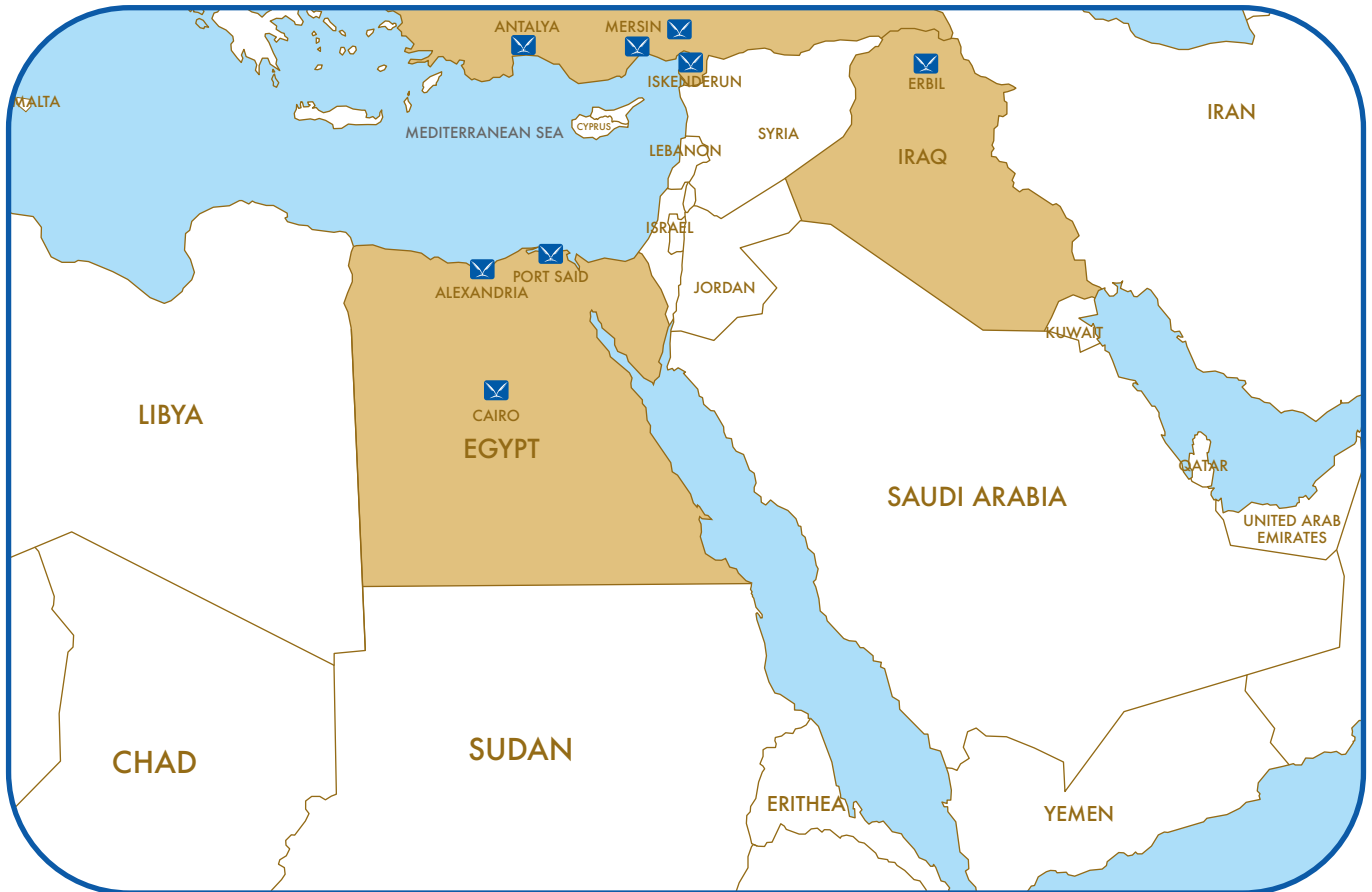 ANTALYA
MERSIN
ISKENDERUN
ERBIL
MALTA
IRAN
MEDITERRANEAN SEA
CYPRUS
SYRIA
LEBANON
IRAQ
ISRAEL
PORT SAID
ALEXANDRIA
JORDAN
KUWAIT
CAIRO
LIBYA
EGYPT
QATAR
SAUDI ARABIA
UNITED ARAB
EMIRATES
SUDAN
CHAD
ERITHEA
YEMEN